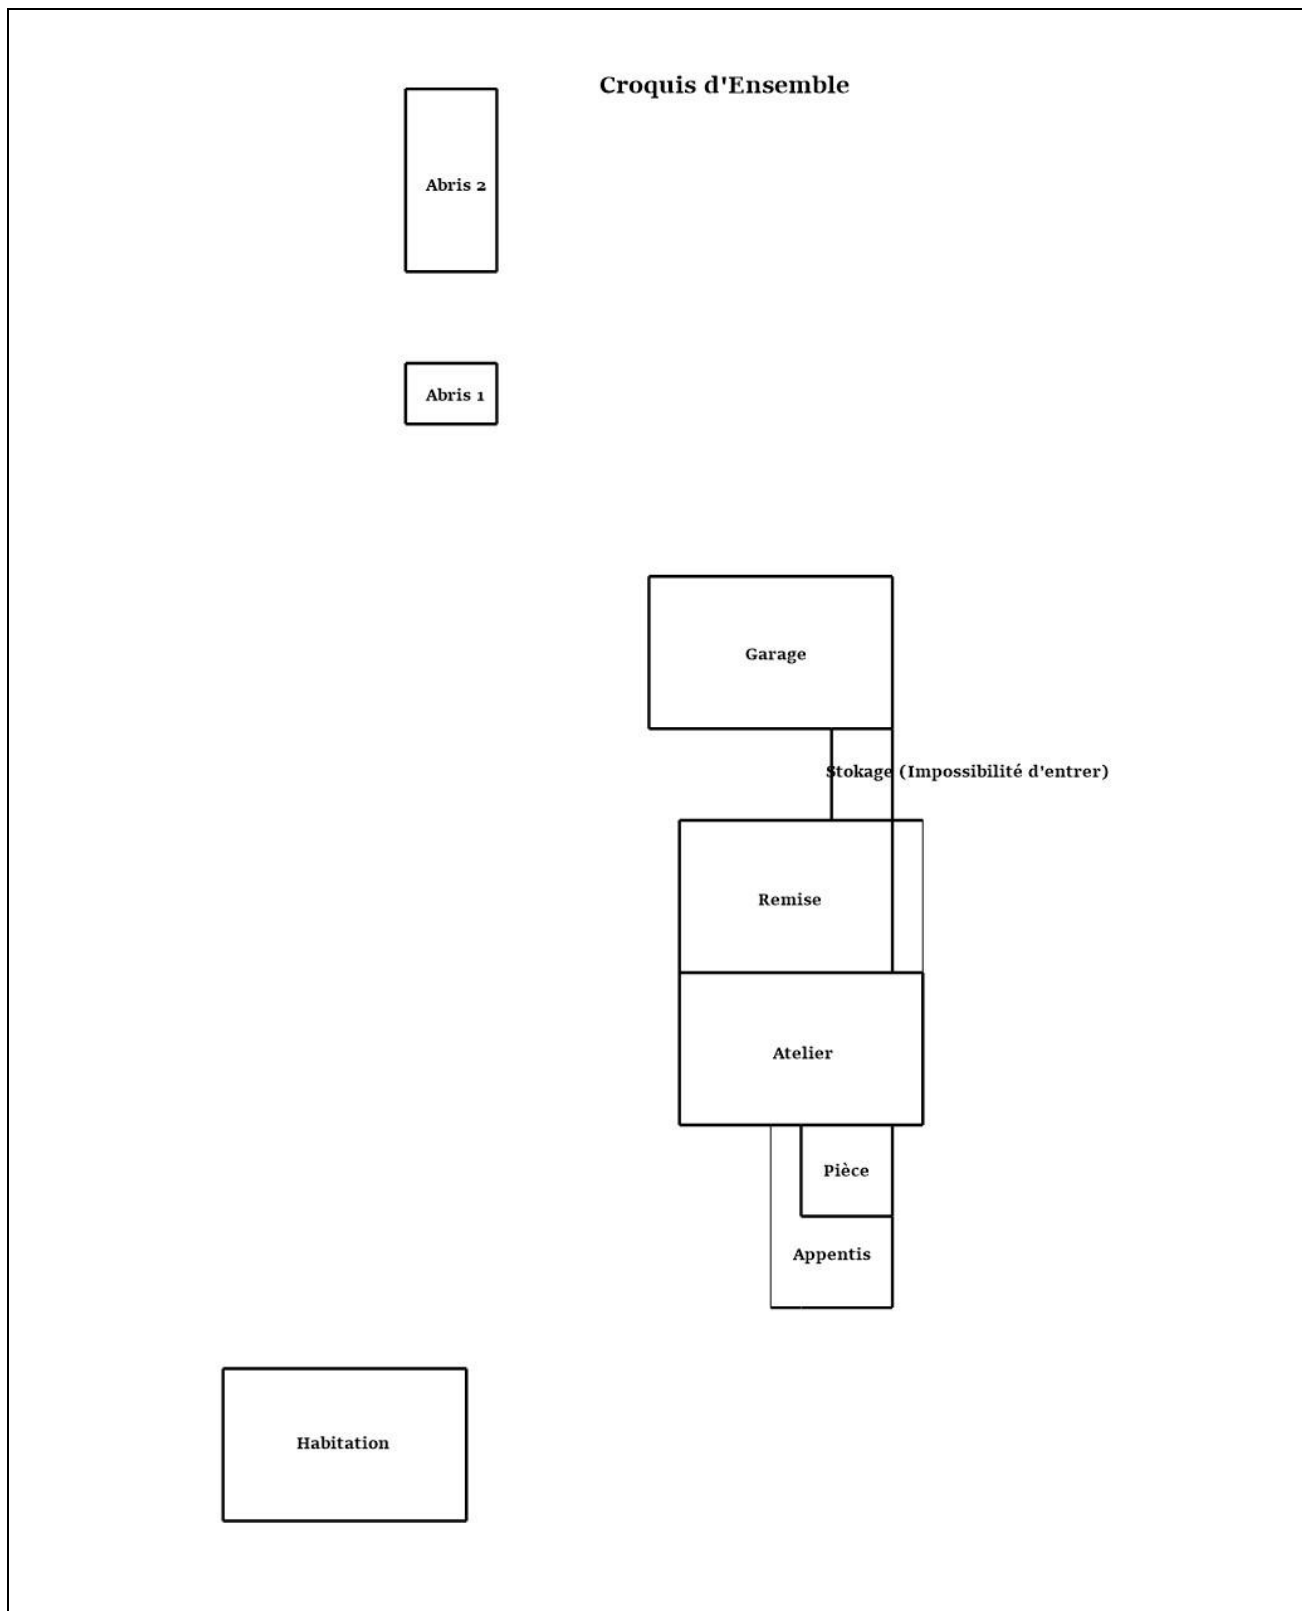 Croquis d'Ensemble
Abris 2
Abris 1
Garage
Stokage (Impossibilité d'entrer)
Remise
Atelier
Pièce
Appentis
Habitation